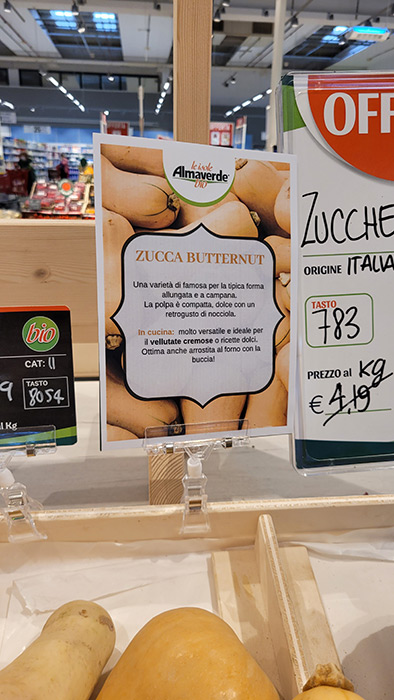 le isole
Almaverde®
BIO
ZUCCA BUTTERNUT
Una varietà di famosa per la tipica forma
allungata e a campana.
La polpa è compatta, dolce con un
retrogusto di nocciola.
In cucina: molto versatile e ideale per
il vellutate cremose o ricette dolci.
Ottima anche arrostita al forno con la
buccia!
bio
CAT: II
9
TASTO
8054
al Kg
OFF
ZUCCHE
ORIGINE ITALIA
TASTO
783
PREZZO al Kg
€ 4,19